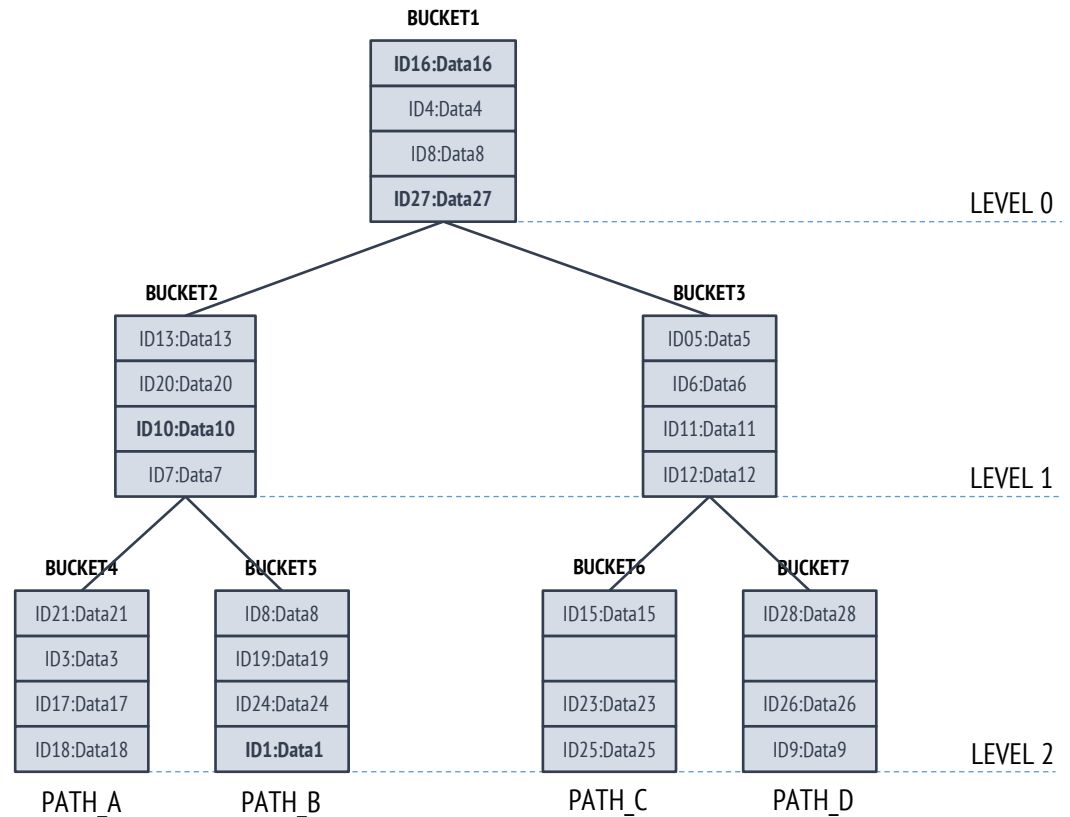 BUCKET1
ID16:Data16
ID4:Data4
ID8:Data8
ID27:Data27
LEVEL 0
BUCKET2
ID13:Data13
ID20:Data20
ID10:Data10
ID7:Data7
BUCKET3
ID05:Data5
ID6:Data6
ID11:Data11
ID12:Data12
LEVEL 1
BUCKET4
ID21:Data21
ID3:Data3
ID17:Data17
ID18:Data18
PATH_A
BUCKET5
ID8:Data8
ID19:Data19
ID24:Data24
ID1:Data1
PATH_B
BUCKET6
ID15:Data15
ID23:Data23
ID25:Data25
PATH_C
BUCKET7
ID28:Data28
ID26:Data26
ID9:Data9
PATH_D
LEVEL 2